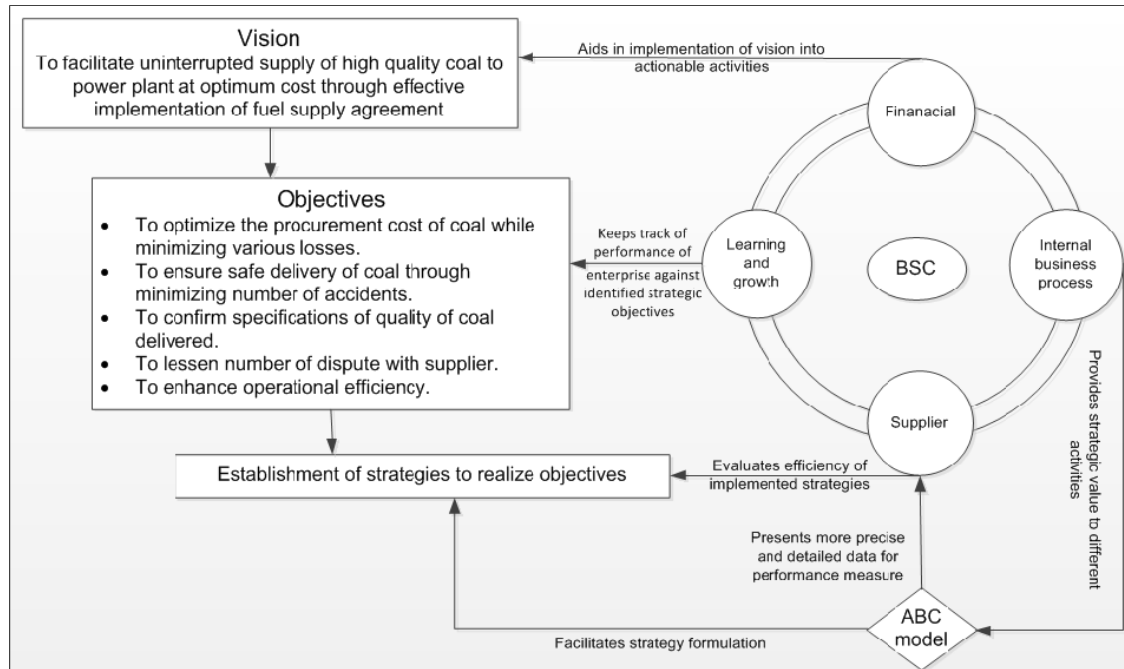 Vision
To facilitate uninterrupted supply of high quality coal to
power plant at optimum cost through effective
implementation of fuel supply agreement
Aids in implementation of vision into
actionable activities
Finanacial
Objectives
• To optimize the procurement cost of coal while
minimizing various losses.
• To ensure safe delivery of coal through
minimizing number of accidents.
• To confirm specifications of quality of coal
delivered.
• To lessen number of dispute with supplier.
• To enhance operational efficiency.
Keeps track of
performance of
enterprise against
identified strategic
objectives
Learning
and
growth
BSC
Internal
business
process
Supplier
Establishment of strategies to realize objectives
Evaluates efficiency of
implemented strategies
Provides strategic value to different
activities
Presents more precise
and detailed data for
performance measure
ABC
model
Facilitates strategy formulation